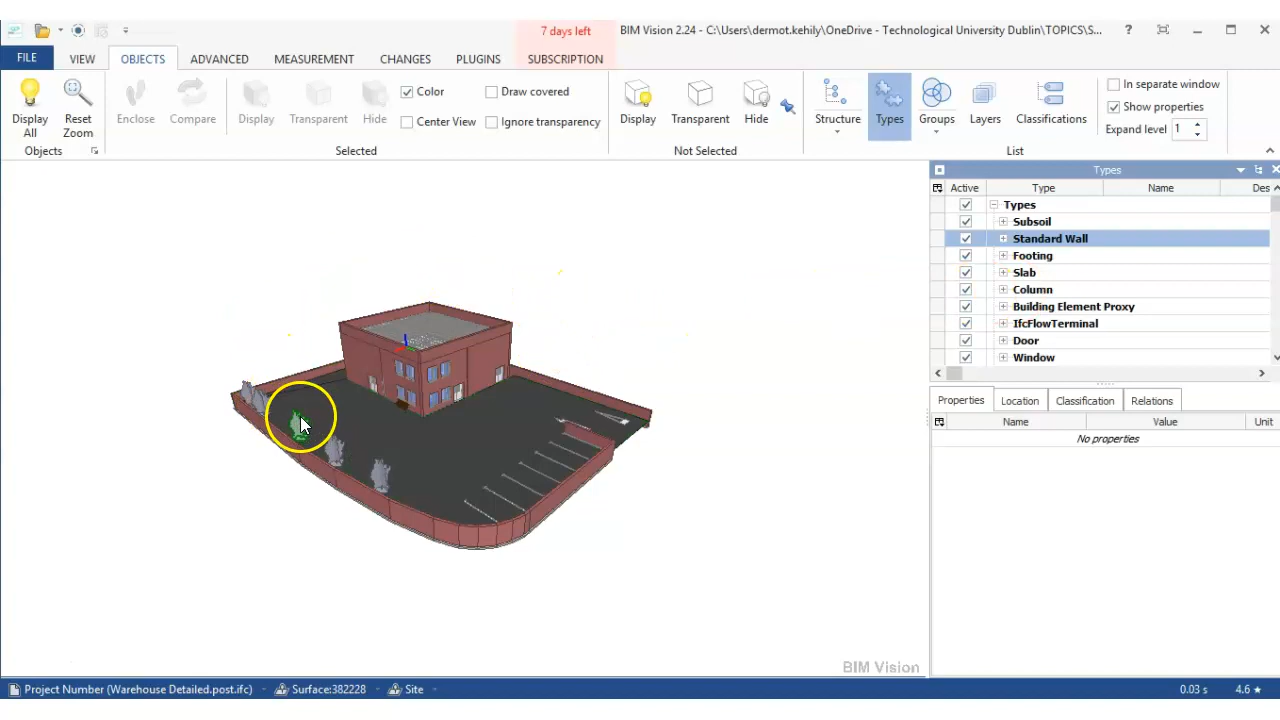 7 days left
BIM Vision 2.24 - C:\Users\dermot.kehily\OneDrive - Technological University Dublin\TOPICS\S...
?
FILE VIEW OBJECTS ADVANCED MEASUREMENT CHANGES PLUGINS SUBSCRIPTION
Display All
Reset Zoom
Objects
Enclose
Compare
Display
Transparent
Hide
Color
Draw covered
Center View
Ignore transparency
Selected
Display
Transparent
Hide
Not Selected
Structure
Types
Groups
Layers
Classifications
In separate window
Show properties
Expand level 1
List
Types
Active Type Name Des
Types
Subsoil
Standard Wall
Footing
Slab
Column
Building Element Proxy
IfcFlowTerminal
Door
Window
Properties Location Classification Relations
Name Value Unit
No properties
BIM Vision
Project Number (Warehouse Detailed.post.ifc) - Surface:382228 - Site -
0.03 s 4.6 ★